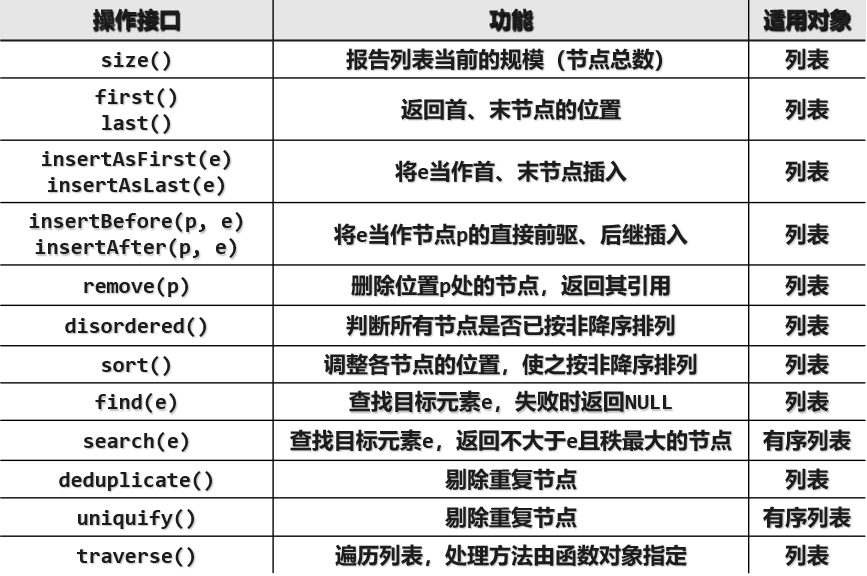 操作接口 功能 适用对象
size() 报告列表当前的规模（节点总数） 列表
first()
last() 返回首、末节点的位置 列表
insertAsFirst(e)
insertAsLast(e) 将e当作首、末节点插入 列表
insertBefore(p, e)
insertAfter(p, e) 将e当作节点p的直接前驱、后继插入 列表
remove(p) 删除位置p处的节点，返回其引用 列表
disordered() 判断所有节点是否已按非降序排列 列表
sort() 调整各节点的位置，使之按非降序排列 列表
find(e) 查找目标元素e，失败时返回NULL 列表
search(e) 查找目标元素e，返回不大于e且秩最大的节点 有序列表
deduplicate() 剔除重复节点 列表
uniquify() 剔除重复节点 有序列表
traverse() 遍历列表，处理方法由函数对象指定 列表